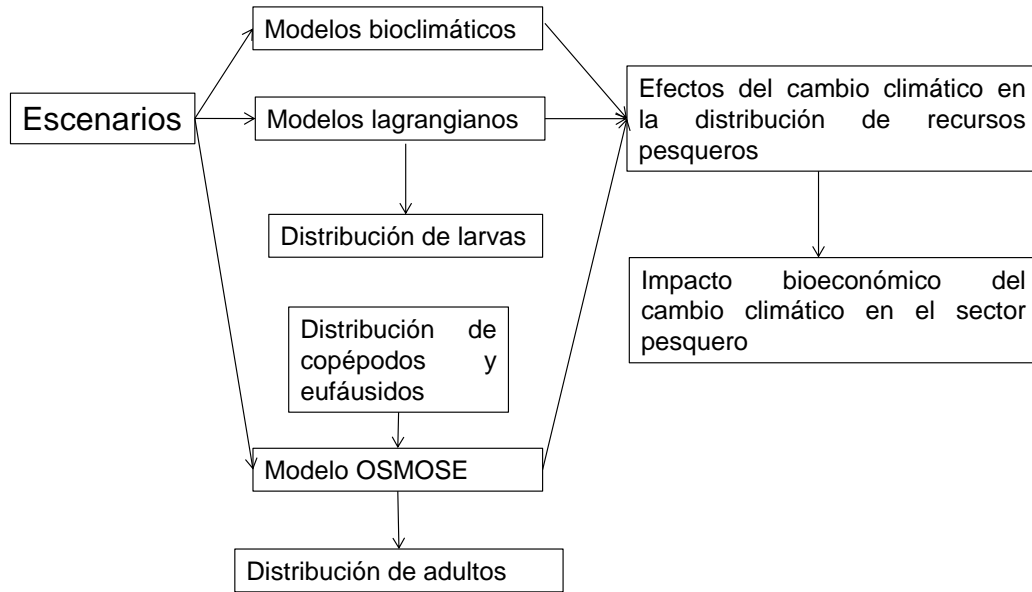 Escenarios
Modelos bioclimáticos
Modelos lagrangianos
Distribución de larvas
Distribución de
copépodos y
eufáusidos
Modelo OSMOSE
Distribución de adultos
Efectos del cambio climático en
la distribución de recursos
pesqueros
Impacto bioeconómico del
cambio climático en el sector
pesquero